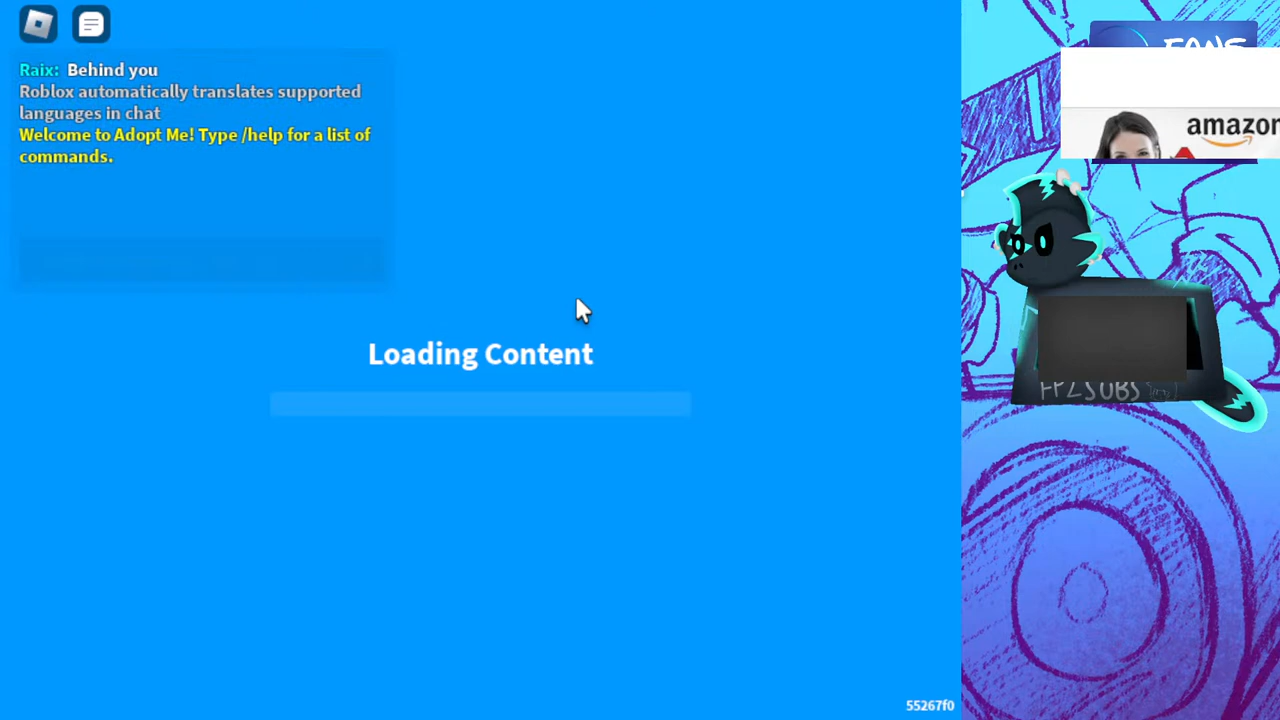 Raix: Behind you
Roblox automatically translates supported
languages in chat
Welcome to Adopt Me! Type /help for a list of
commands.
Loading Content
55267f0
FANS
amazon